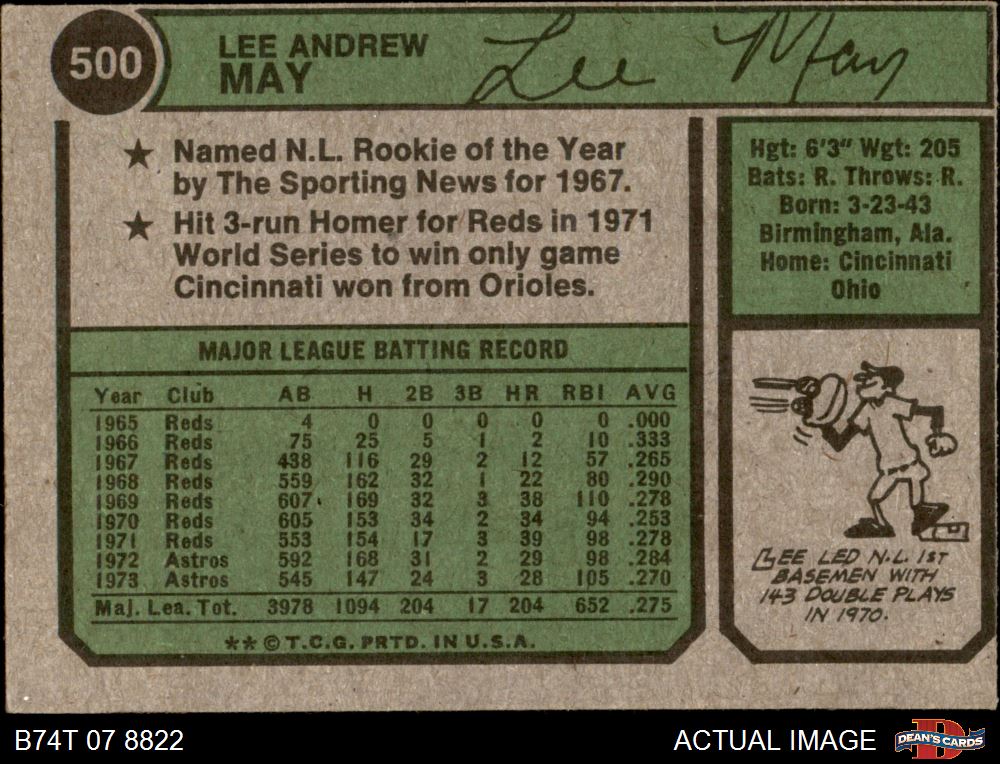 500
LEE ANDREW
MAY
Lee May
★ Named N.L. Rookie of the Year
by The Sporting News for 1967.
★ Hit 3-run Homer for Reds in 1971
World Series to win only game
Cincinnati won from Orioles.
Hgt: 6'3" Wgt: 205
Bats: R. Throws: R.
Born: 3-23-43
Birmingham, Ala.
Home: Cincinnati
Ohio
MAJOR LEAGUE BATTING RECORD
Year Club AB H 2B 3B HR RBI AVG
1965 Reds 4 0 0 0 0 0 .000
1966 Reds 75 25 5 1 2 10 .333
1967 Reds 438 116 29 2 12 57 .265
1968 Reds 559 162 32 1 22 80 .290
1969 Reds 607 169 32 3 38 110 .278
1970 Reds 605 153 34 2 34 94 .253
1971 Reds 553 154 17 3 39 98 .278
1972 Astros 592 168 31 2 29 98 .284
1973 Astros 545 147 24 3 28 105 .270
Maj. Lea. Tot. 3978 1094 204 17 204 652 .275
**©T.C.G. PRTD. IN U.S.A.
LEE LED N.L. 1ST
BASEMEN WITH
143 DOUBLE PLAYS
IN 1970.
B74T 07 8822
ACTUAL IMAGE
DEAN'S CARDS